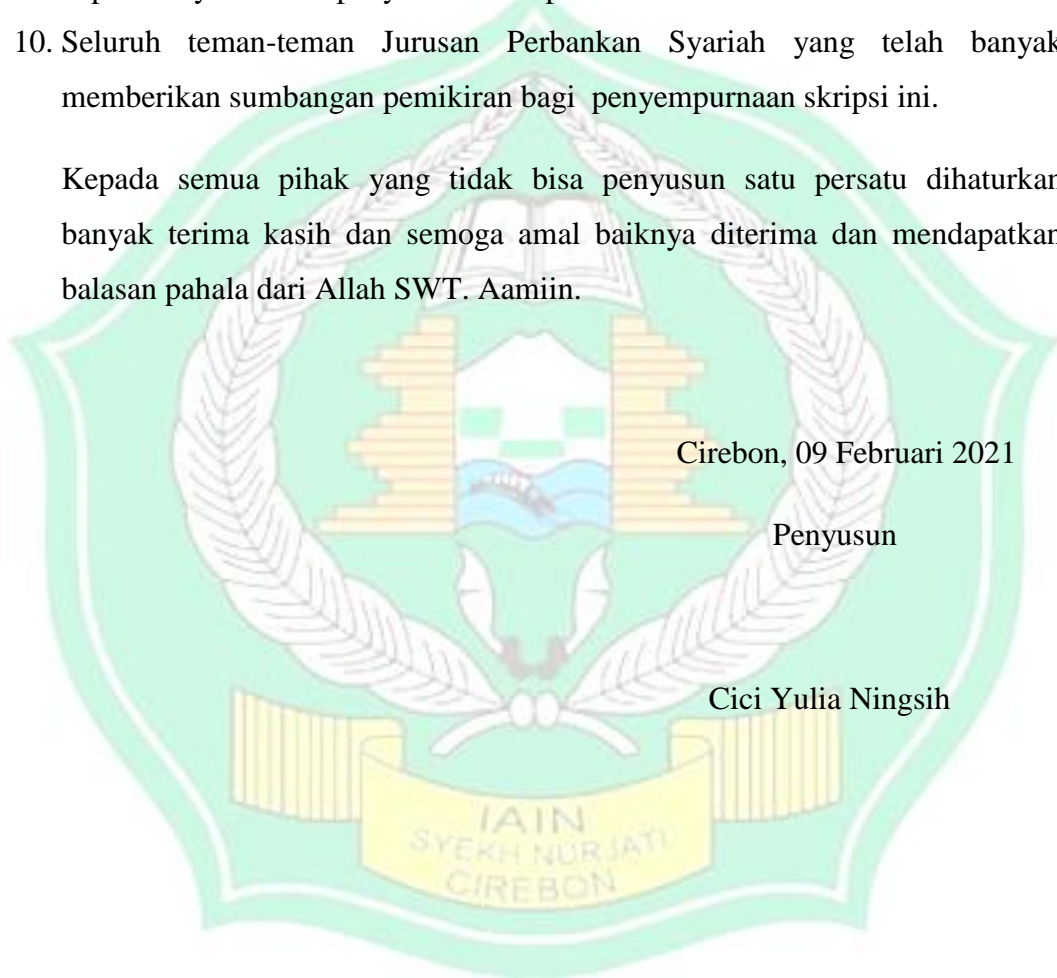 10. Seluruh teman-teman Jurusan Perbankan Syariah yang telah banyak
memberikan sumbangan pemikiran bagi penyempurnaan skripsi ini.
Kepada semua pihak yang tidak bisa penyusun satu persatu dihaturkan
banyak terima kasih dan semoga amal baiknya diterima dan mendapatkan
balasan pahala dari Allah SWT. Aamiin.
Cirebon, 09 Februari 2021
Penyusun
Cici Yulia Ningsih
IAIN
SYEKH NURJATI
CIREBON